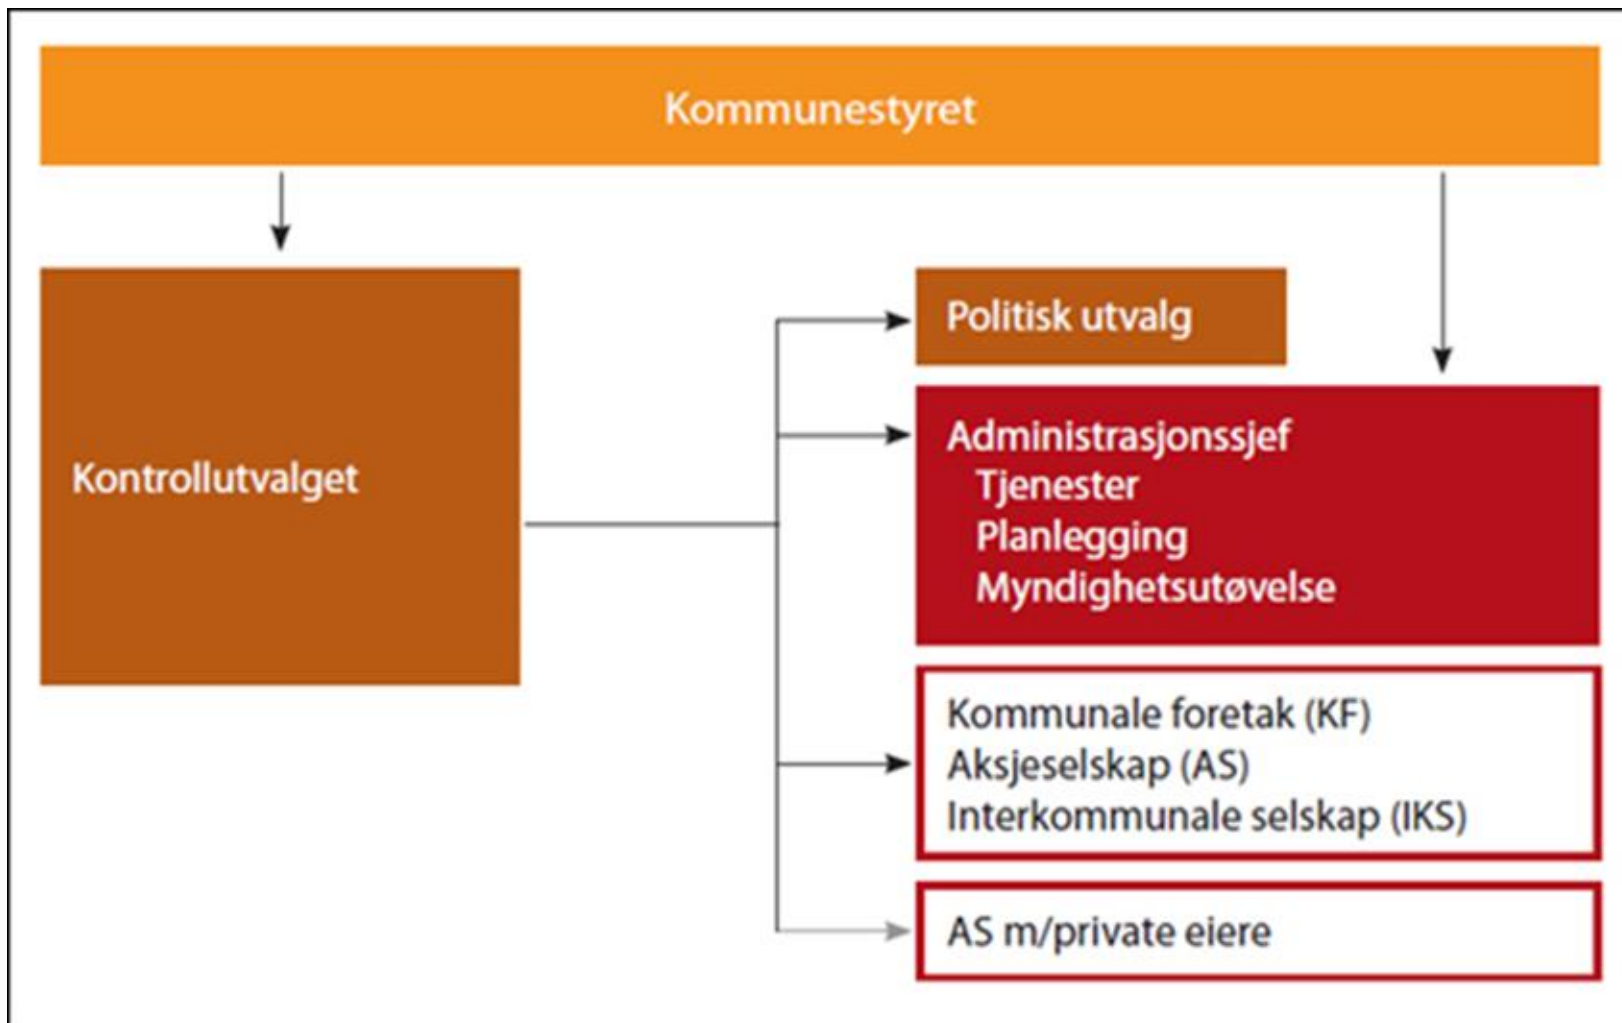 Kommunestyret
Kontrollutvalget
Politisk utvalg
Administrasjonssjef
Tjenester
Planlegging
Myndighetsutøvelse
Kommunale foretak (KF)
Aksjeselskap (AS)
Interkommunale selskap (IKS)
AS m/private eiere